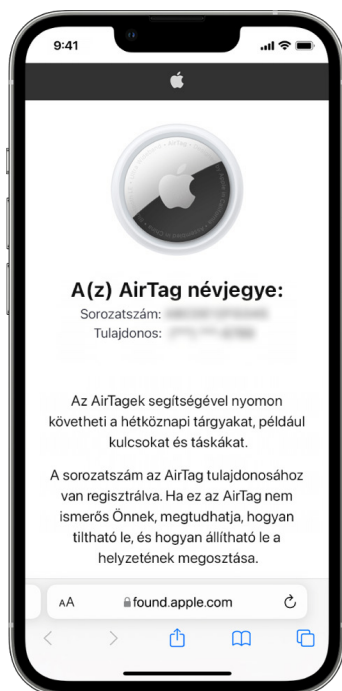 9:41
A(z) AirTag névjegye:
Sorozatszám:
Tulajdonos:
Az AirTagek segítségével nyomon
követheti a hétköznapi tárgyakat, például
kulcsokat és táskákat.
A sorozatszám az AirTag tulajdonosához
van regisztrálva. Ha ez az AirTag nem
ismerős Önnek, megtudhatja, hogyan
tiltható le, és hogyan állítható le a
helyzetének megosztása.
AA found.apple.com